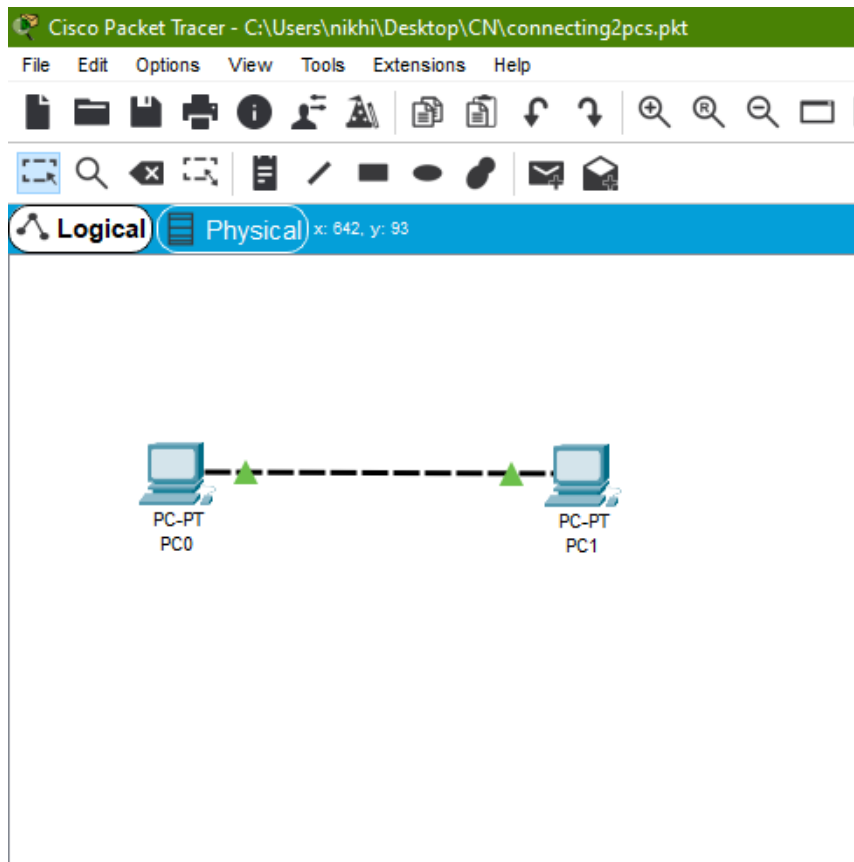 Cisco Packet Tracer - C:\Users\nikhi\Desktop\CN\connecting2pcs.pkt
File Edit Options View Tools Extensions Help
Logical Physical x: 642, y: 93
PC-PT
PC0
PC-PT
PC1